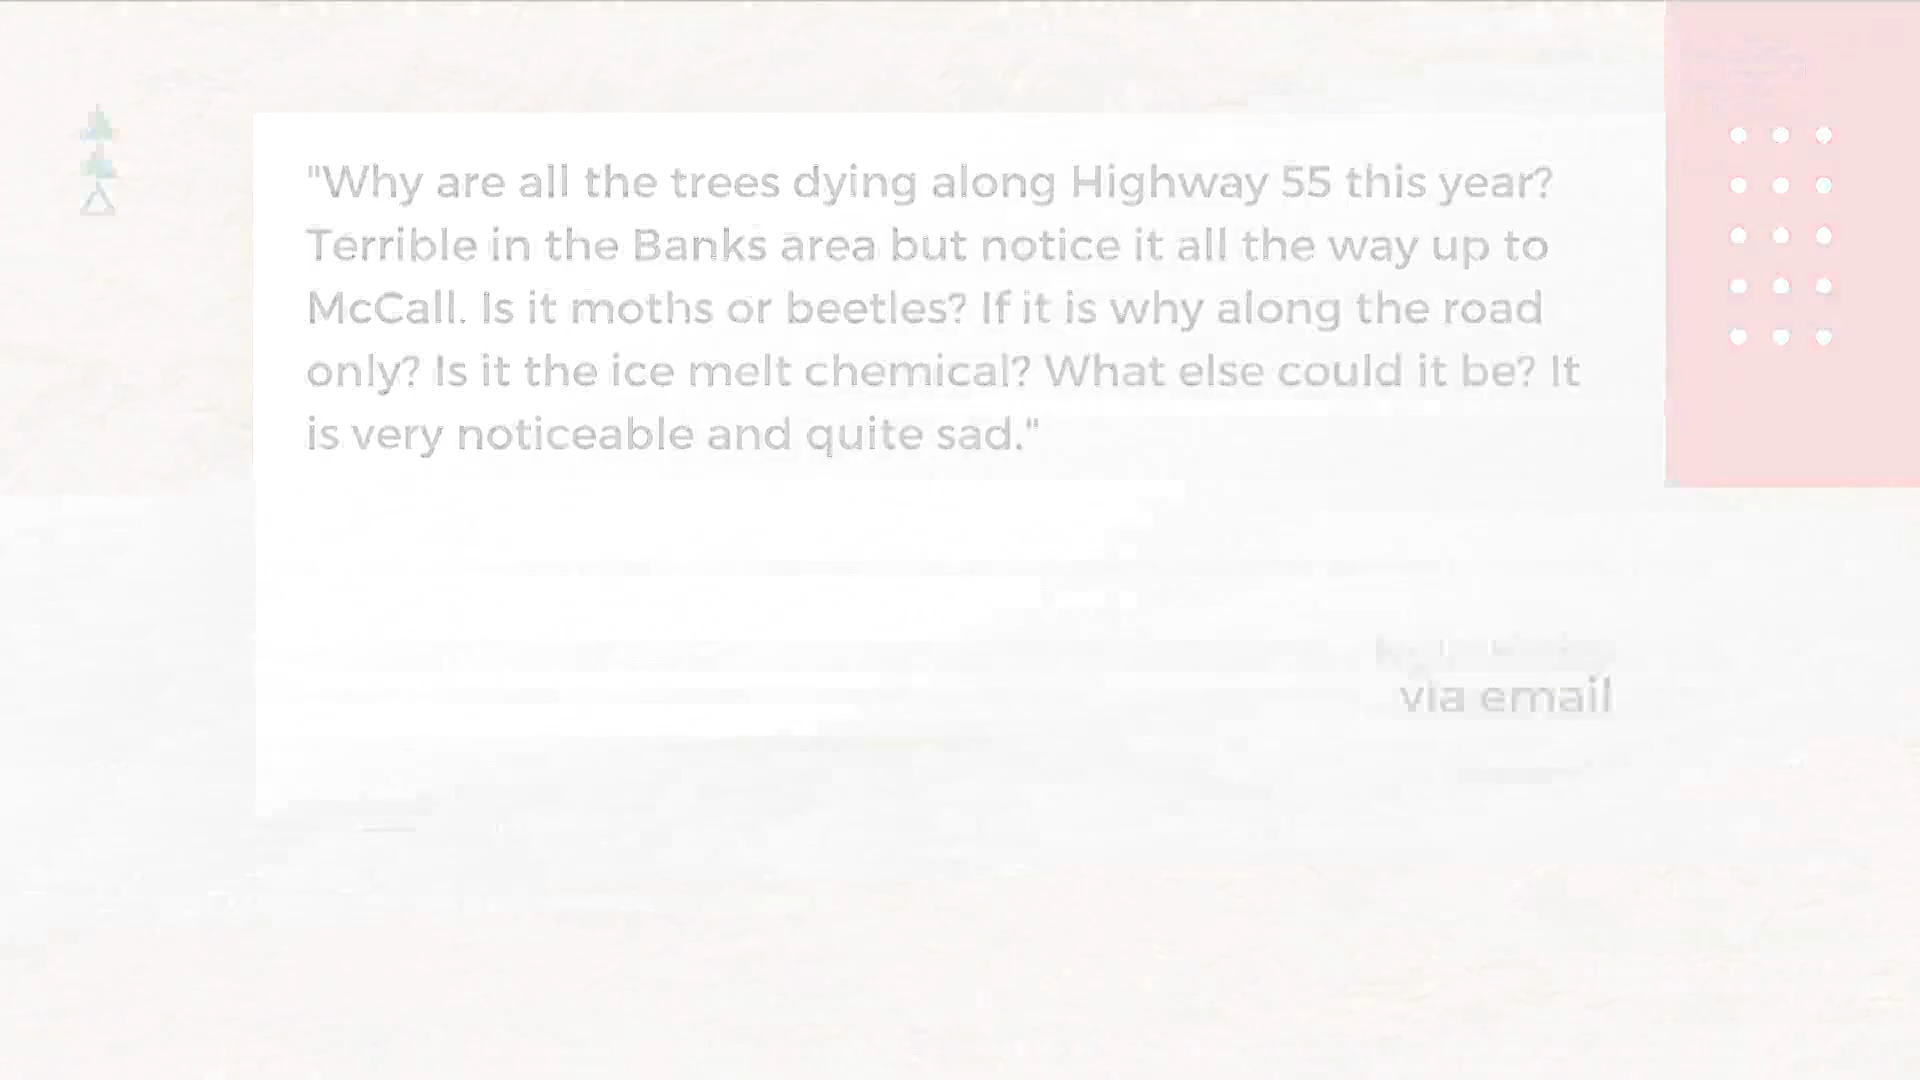 "Why are all the trees dying along Highway 55 this year?
Terrible in the Banks area but notice it all the way up to
McCall. Is it moths or beetles? If it is why along the road
only? Is it the ice melt chemical? What else could it be? It
is very noticeable and quite sad."
via email